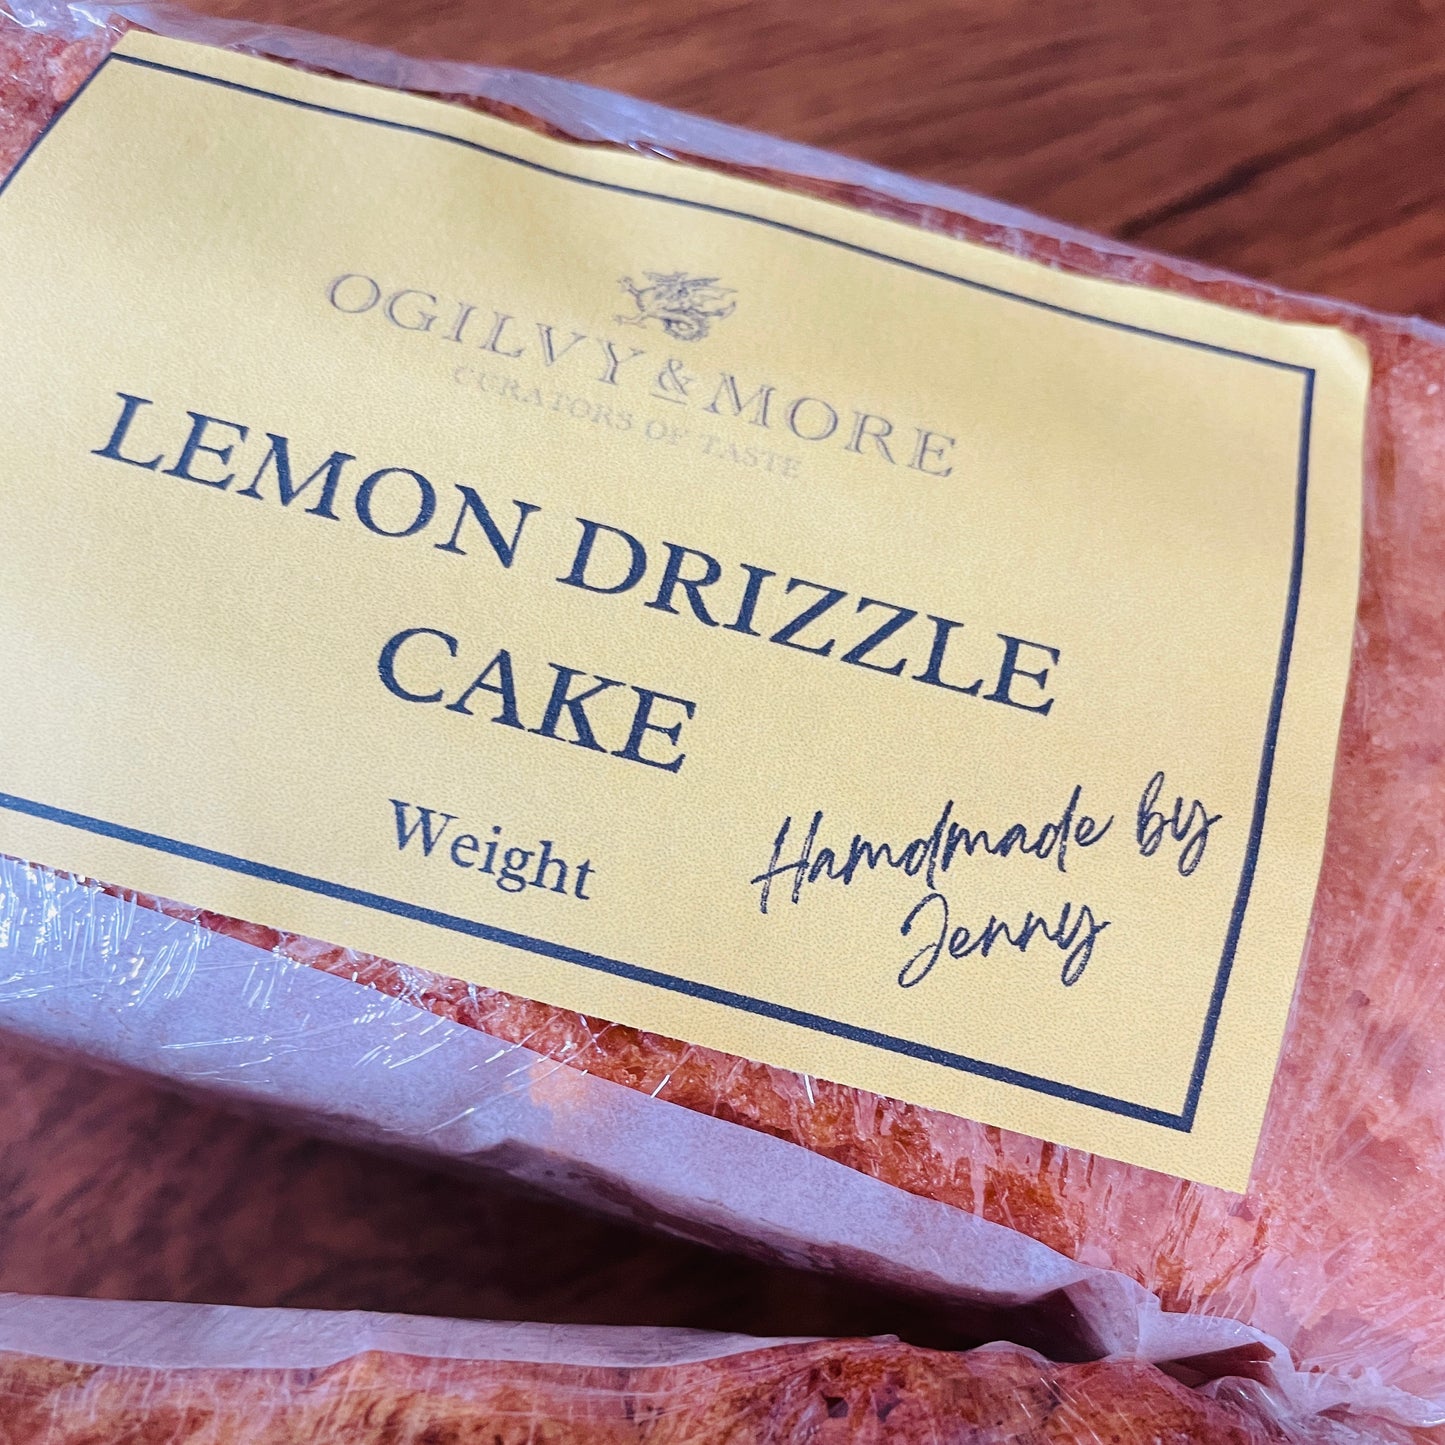 OGILVY & MORE
CURATORS OF TASTE
LEMON DRIZZLE
CAKE
Weight
Handmade by
Jenny